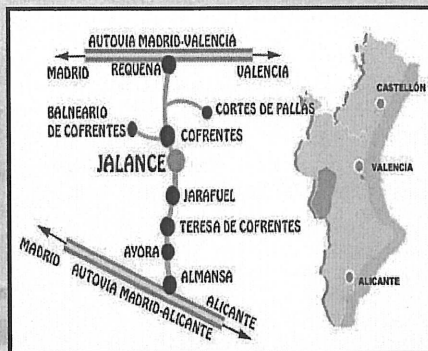 AUTOVIA MADRID-VALENCIA
MADRID
REQUENA
VALENCIA
BALNEARIO
DE COFRENTES
CORTES DE PALLAS
COFRENTES
JALANCE
JARAFUEL
TERESA DE COFRENTES
AYORA
ALMANSA
MADRID
AUTOVIA MADRID-ALICANTE
ALICANTE
CASTELLÓN
VALENCIA
ALICANTE